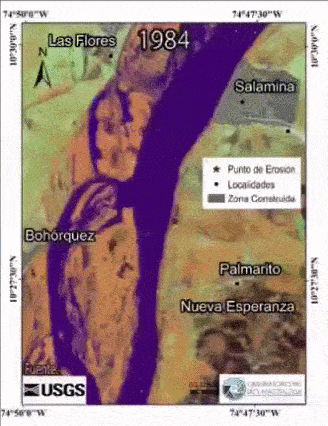 74°50'0"W
74°47'30"W
10°30'0"N
10°30'0"N
N
Las Flores
1984
Salamina
Punto de Erosión
Localidades
Zona Construida
Bohórquez
Palmarito
10°27'30"N
10°27'30"N
Nueva Esperanza
Fuente:
USGS
74°50'0"W
74°47'30"W